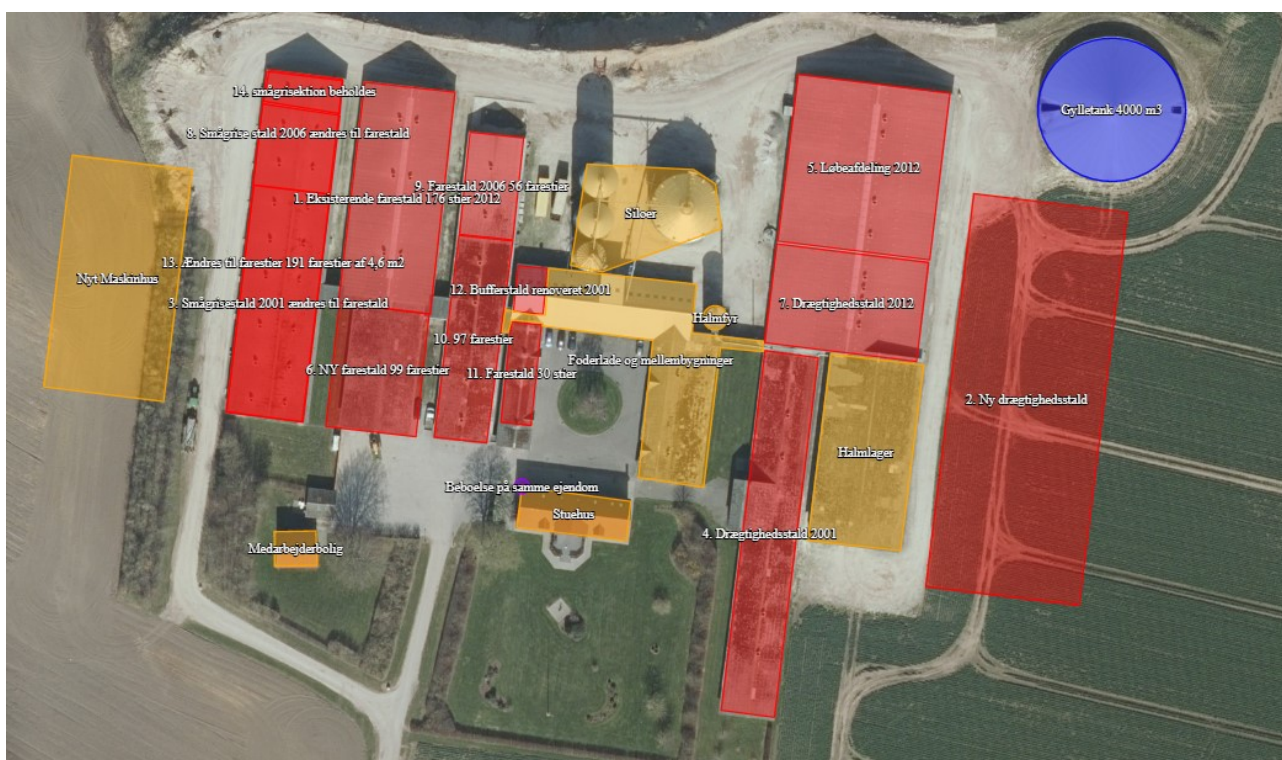 14. smågrisektion beholdes
Gylletank 4000 m3
8. Smågrise stald 2006 ændres til farestald
5. Løbeafdeling 2012
9. Farestald 2006 56 farestier
1. Eksisterende farestald 176 stier 2012
Siloer
13. Ændres til farestier 191 farestier af 4,6 m2
Nyt Maskinhus
12. Bufferstald renoveret 2001
3. Smågrisestald 2001 ændres til farestald
7. Drægtighedsstald 2012
Halmfyr
10. 97 farestier
Foderlade og mellembygninger
6. NY farestald 99 farestier
11. Farestald 30 stier
2. Ny drægtighedsstald
Halmlager
Beboelse på samme ejendom
Stuehus
4. Drægtighedsstald 2001
Medarbejderbolig